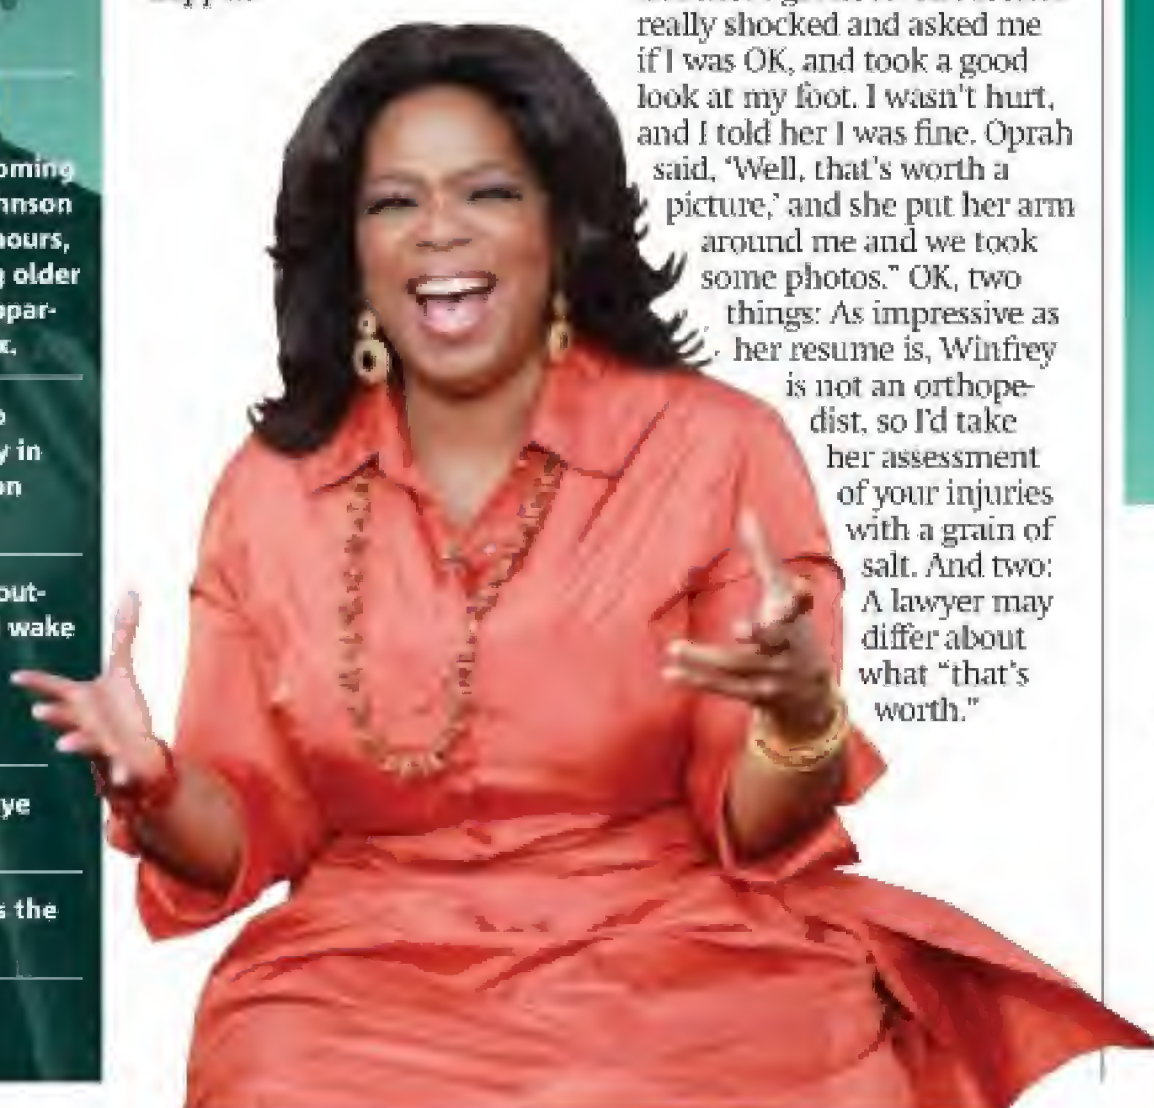 oming
nnson
nours,
older
ppar-
y in
on
out-
wake
ye
s the
really shocked and asked me
if I was OK, and took a good
look at my foot. I wasn't hurt,
and I told her I was fine. Oprah
said, ‘Well, that's worth a
picture,’ and she put her arm
around me and we took
some photos.” OK, two
things: As impressive as
her resume is, Winfrey
is not an orthope-
dist, so I'd take
her assessment
of your injuries
with a grain of
salt. And two:
A lawyer may
differ about
what “that's
worth.”